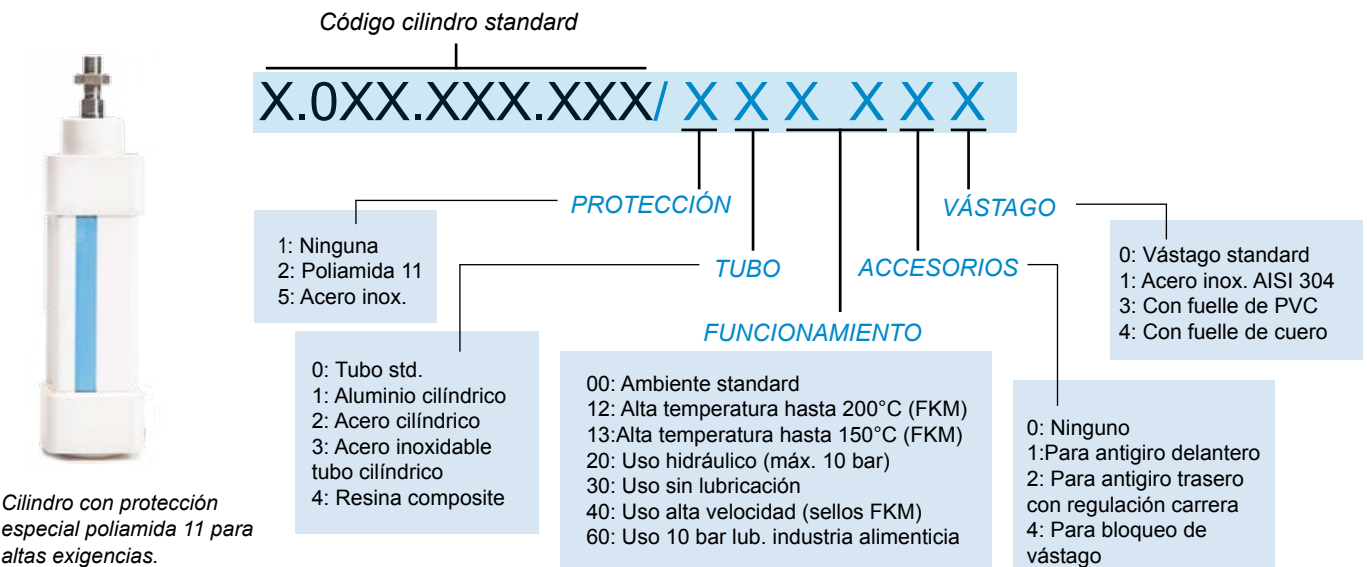 Código cilindro standard
X.0XX.XXX.XXX/ X X X X X X
PROTECCIÓN
VÁSTAGO
1: Ninguna
2: Poliamida 11
5: Acero inox.
TUBO
ACCESORIOS
0: Vástago standard
1: Acero inox. AISI 304
3: Con fuelle de PVC
4: Con fuelle de cuero
FUNCIONAMIENTO
0: Tubo std.
1: Aluminio cilíndrico
2: Acero cilíndrico
3: Acero inoxidable
tubo cilíndrico
4: Resina composite
00: Ambiente standard
12: Alta temperatura hasta 200°C (FKM)
13:Alta temperatura hasta 150°C (FKM)
20: Uso hidráulico (máx. 10 bar)
30: Uso sin lubricación
40: Uso alta velocidad (sellos FKM)
60: Uso 10 bar lub. industria alimenticia
0: Ninguno
1:Para antigiro delantero
2: Para antigiro trasero
con regulación carrera
4: Para bloqueo de
vástago
Cilindro con protección
especial poliamida 11 para
altas exigencias.